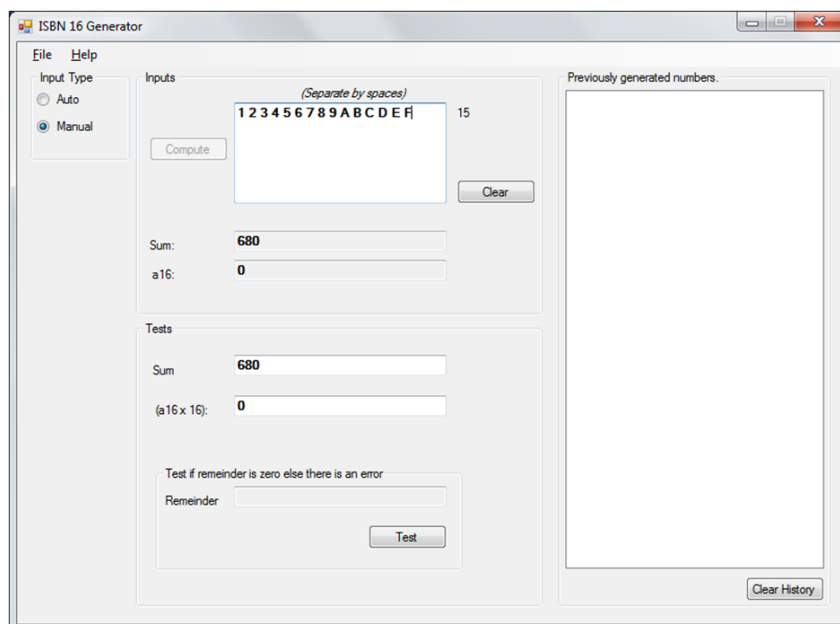 ISBN 16 Generator
File Help
Input Type
Auto
Manual
Inputs
(Separate by spaces)
1 2 3 4 5 6 7 8 9 A B C D E F
15
Compute
Clear
Sum:
680
a16:
0
Tests
Sum
680
(a16 x 16):
0
Test if remeinder is zero else there is an error
Remeinder
Test
Previously generated numbers.
Clear History